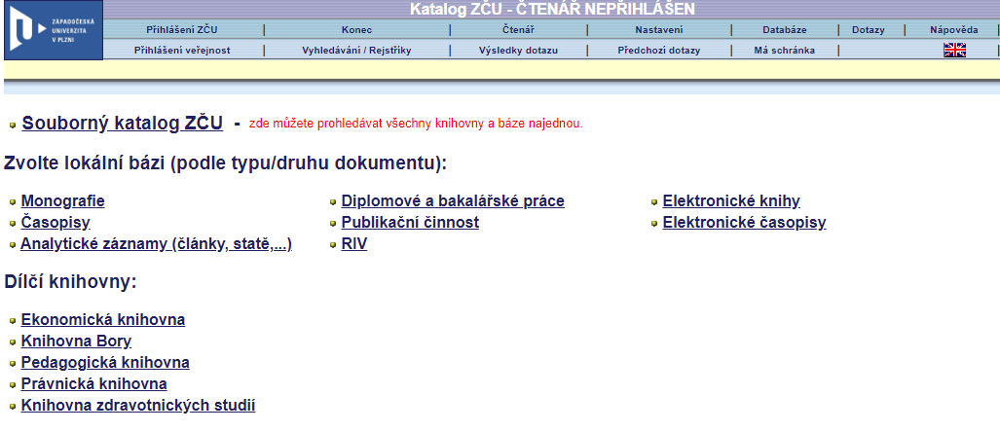 Katalog ZČU - ČTENÁŘ NEPŘIHLÁŠEN
ZÁPADOČESKÁ
UNIVERZITA
V PLZNI
Přihlášení ZČU | Konec | Čtenář | Nastavení | Databáze | Dotazy | Nápověda |
Přihlášení veřejnost | Vyhledávání / Rejstříky | Výsledky dotazu | Předchozí dotazy | Má schránka | |
Souborný katalog ZČU - zde můžete prohledávat všechny knihovny a báze najednou.
Zvolte lokální bázi (podle typu/druhu dokumentu):
Monografie Diplomové a bakalářské práce Elektronické knihy
Časopisy Publikační činnost Elektronické časopisy
Analytické záznamy (články, statě,...) RIV
Dílčí knihovny:
Ekonomická knihovna
Knihovna Bory
Pedagogická knihovna
Právnická knihovna
Knihovna zdravotnických studií